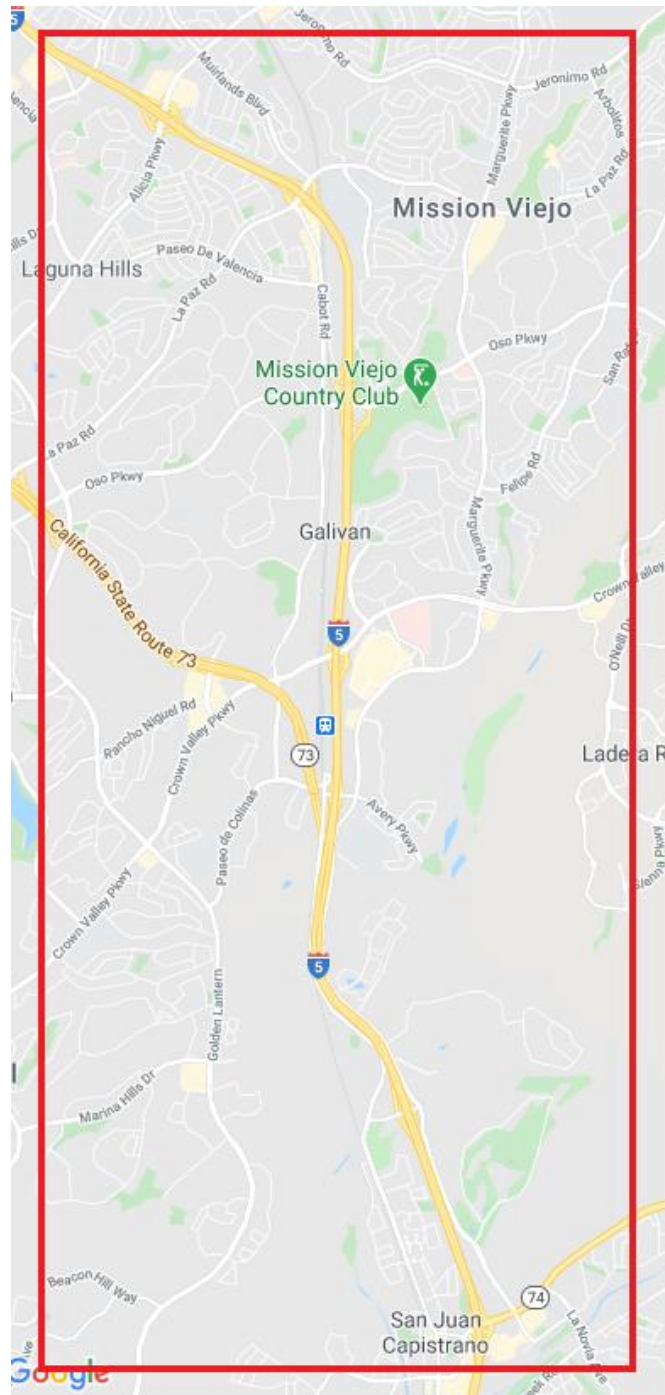 5
Jeronimo Rd
Muirlands Blvd
Jeronimo Rd
Marguerite Pkwy
Arbolitos
Alicia Pkwy
La Paz Rd
Mission Viejo
Paseo De Valencia
Laguna Hills
La Paz Rd
Cabot Rd
Oso Pkwy
Mission Viejo
Country Club
La Paz Rd
Oso Pkwy
Felipe Rd
Marguerite Pkwy
Galivan
California State Route 73
Crown Valley
5
O'Neill Dr
Rancho Niguel Rd
Crown Valley Pkwy
73
Ladera R
Paseo de Colinas
Avery Pkwy
Crown Valley Pkwy
5
Golden Lantern
Marina Hills Dr
Beacon Hill Way
74
San Juan
Capistrano
La Novia Ave
Google